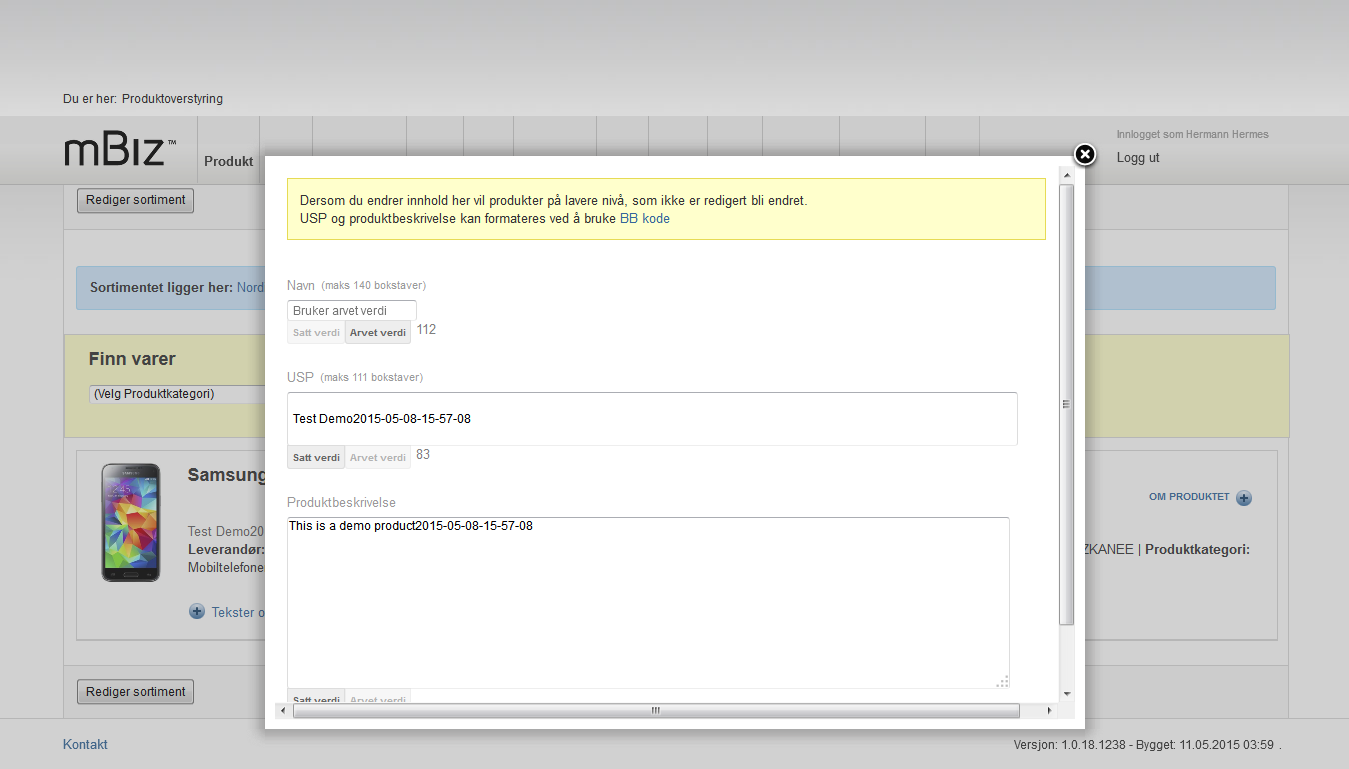 Du er her: Produktoverstyring
mBIZ™
Produkt
Innlogget som Hermann Hermes
Logg ut
Rediger sortiment
Dersom du endrer innhold her vil produkter på lavere nivå, som ikke er redigert bli endret.
USP og produktbeskrivelse kan formateres ved å bruke BB kode
Sortimentet ligger her: Nord
Navn (maks 140 bokstaver)
Bruker arvet verdi
Satt verdi Arvet verdi 112
Finn varer
(Velg Produktkategori)
USP (maks 111 bokstaver)
Test Demo2015-05-08-15-57-08
Satt verdi Arvet verdi 83
Samsung
OM PRODUKTET
Produktbeskrivelse
This is a demo product2015-05-08-15-57-08
Test Demo20
Leverandør:
ZKANEE | Produktkategori:
Mobiltelefone
Tekster o
Rediger sortiment
Satt verdi Arvet verdi
Kontakt
Versjon: 1.0.18.1238 - Bygget: 11.05.2015 03:59 .